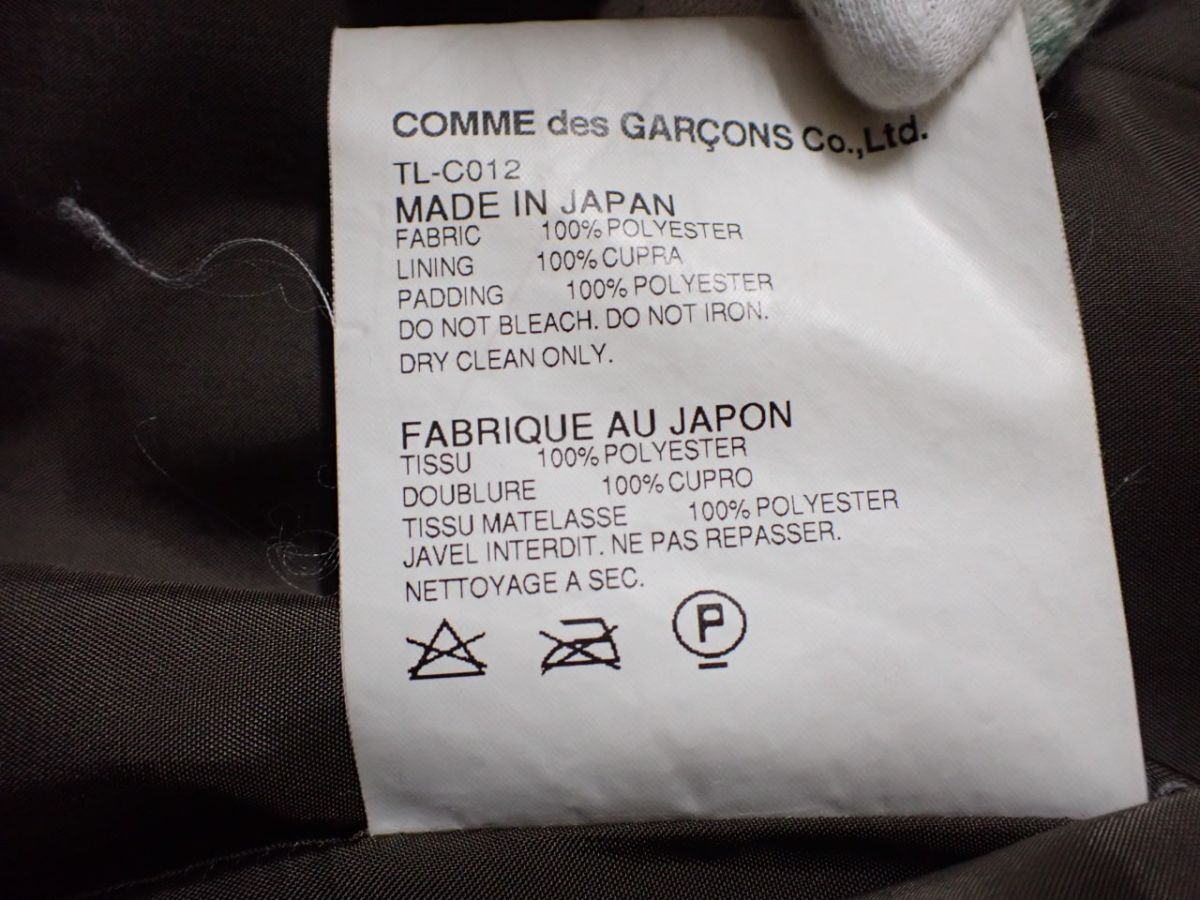 COMME des GARÇONS Co.,Ltd.
TL-C012
MADE IN JAPAN
FABRIC 100% POLYESTER
LINING 100% CUPRA
PADDING 100% POLYESTER
DO NOT BLEACH. DO NOT IRON.
DRY CLEAN ONLY.
FABRIQUE AU JAPON
TISSU 100% POLYESTER
DOUBLURE 100% CUPRO
TISSU MATELASSE 100% POLYESTER
JAVEL INTERDIT. NE PAS REPASSER.
NETTOYAGE A SEC.
P